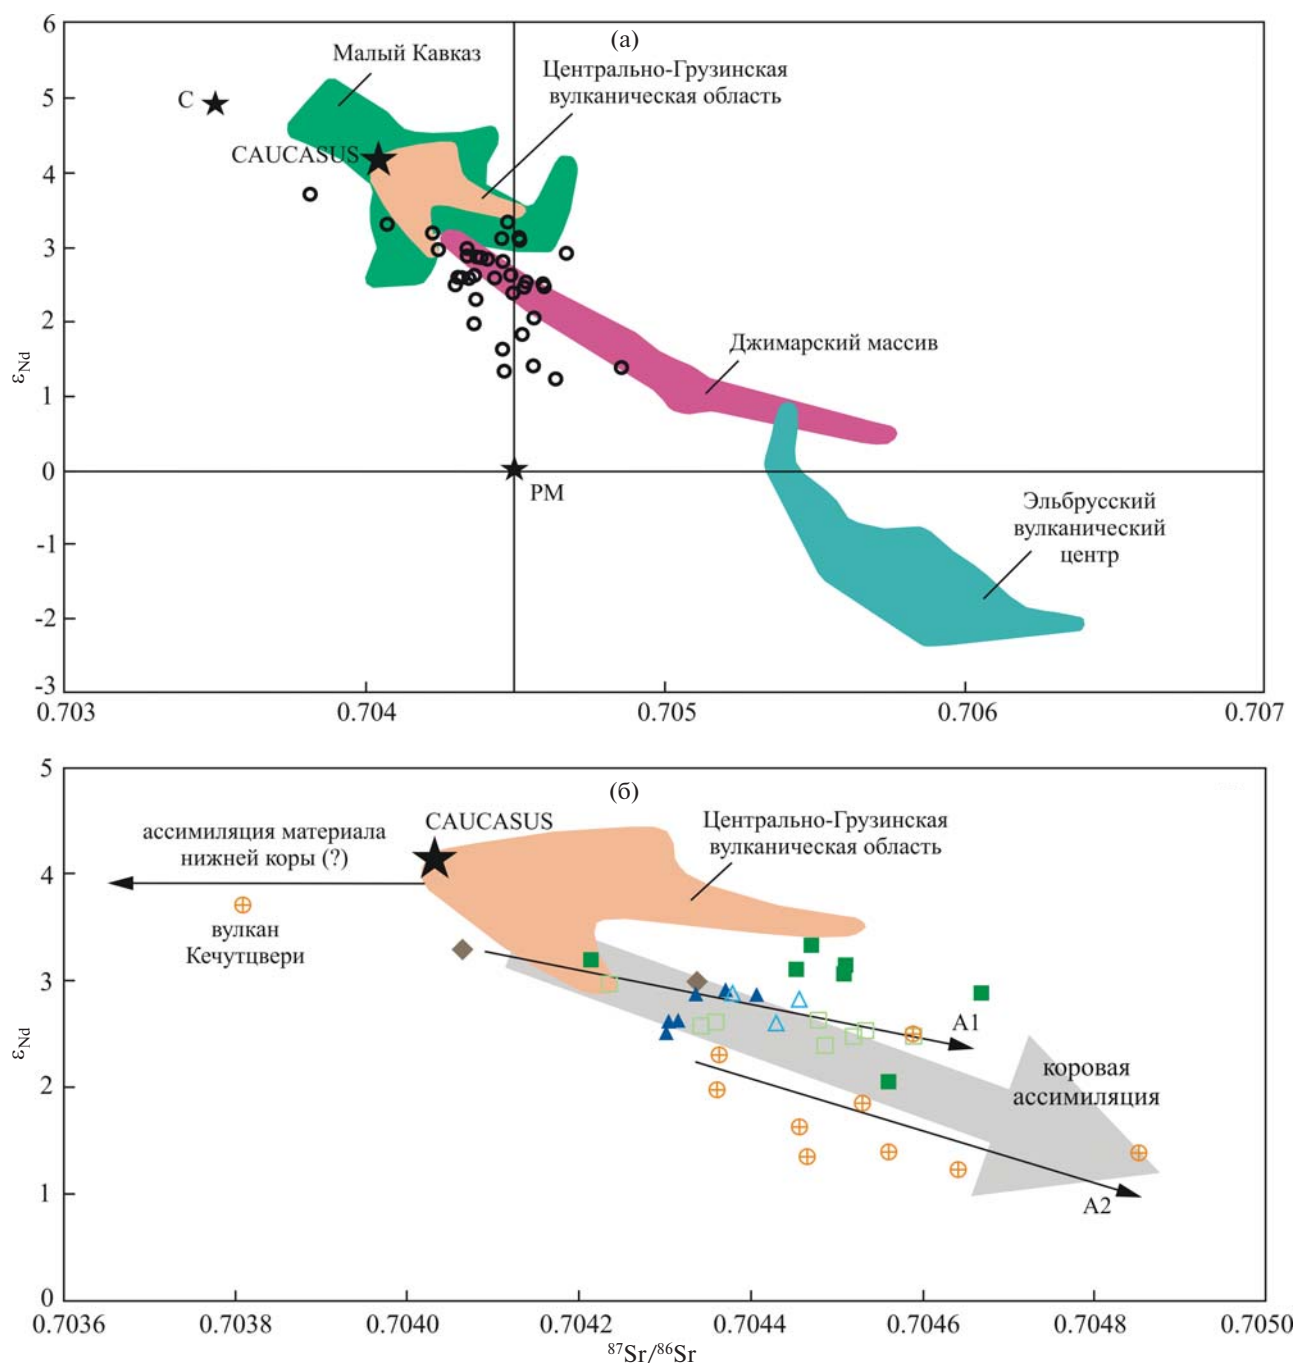 (а)
6
5
4
3
2
1
0
-1
-2
-3
εNd
Малый Кавказ
Центрально-Грузинская
вулканическая область
C
CAUCASUS
Джимарский массив
PM
Эльбрусский
вулканический
центр
0.703
0.704
0.705
0.706
0.707
(б)
5
4
3
2
1
0
εNd
ассимиляция материала
нижней коры (?)
CAUCASUS
Центрально-Грузинская
вулканическая область
вулкан
Кечутцвери
A1
коровая
ассимиляция
A2
0.7036
0.7038
0.7040
0.7042
0.7044
0.7046
0.7048
0.7050
⁸⁷Sr/⁸⁶Sr